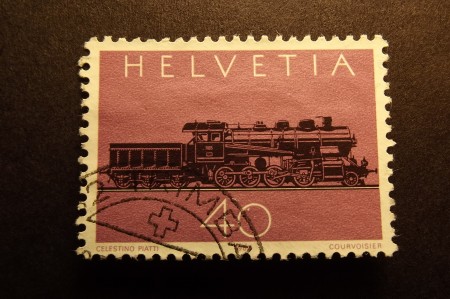 HELVETIA
40
CELESTINO PIATTI
COURVOISIER